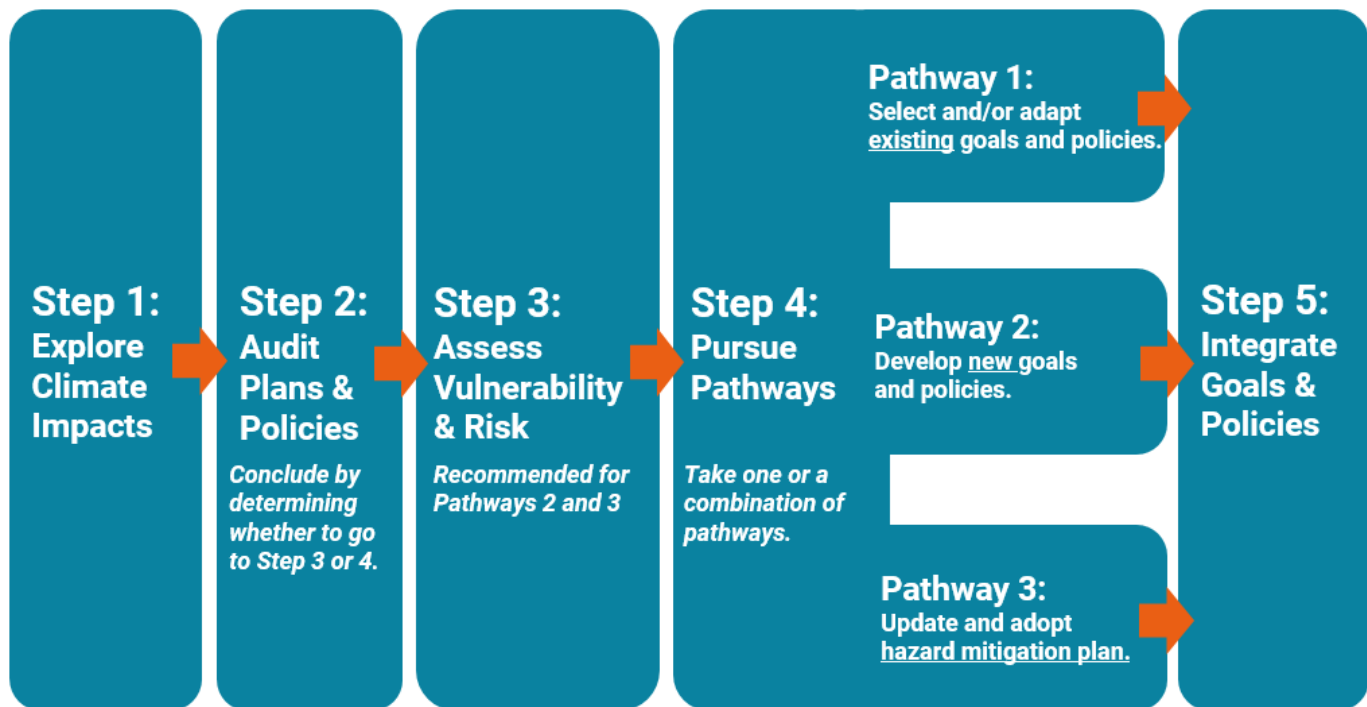 Step 1:
Explore
Climate
Impacts
Step 2:
Audit
Plans &
Policies
Conclude by
determining
whether to go
to Step 3 or 4.
Step 3:
Assess
Vulnerability
& Risk
Recommended for
Pathways 2 and 3
Step 4:
Pursue
Pathways
Take one or a
combination of
pathways.
Pathway 1:
Select and/or adapt
existing goals and policies.
Pathway 2:
Develop new goals
and policies.
Pathway 3:
Update and adopt
hazard mitigation plan.
Step 5:
Integrate
Goals &
Policies